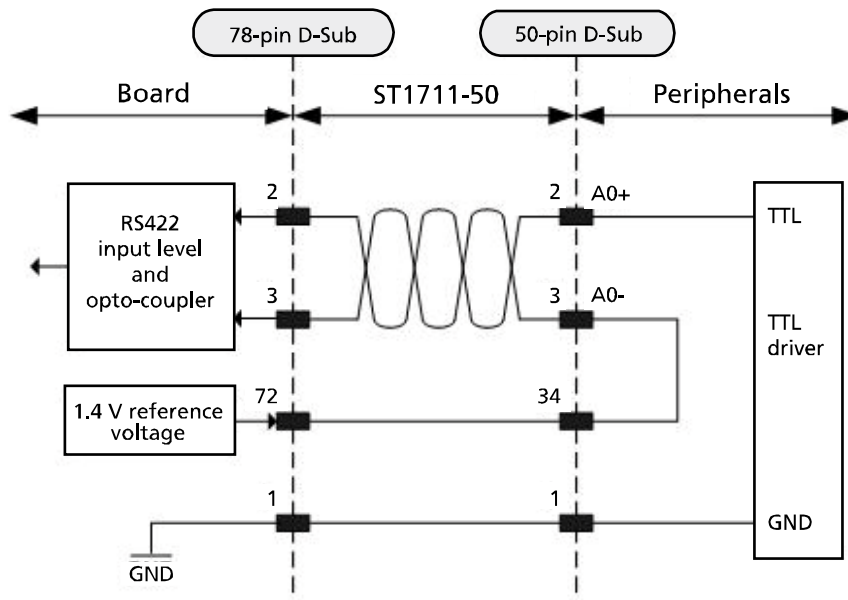 78-pin D-Sub
50-pin D-Sub
Board
ST1711-50
Peripherals
2
2
A0+
RS422
input level
and
opto-coupler
TTL
3
3
A0-
TTL
driver
72
34
1.4 V reference
voltage
1
1
GND
GND